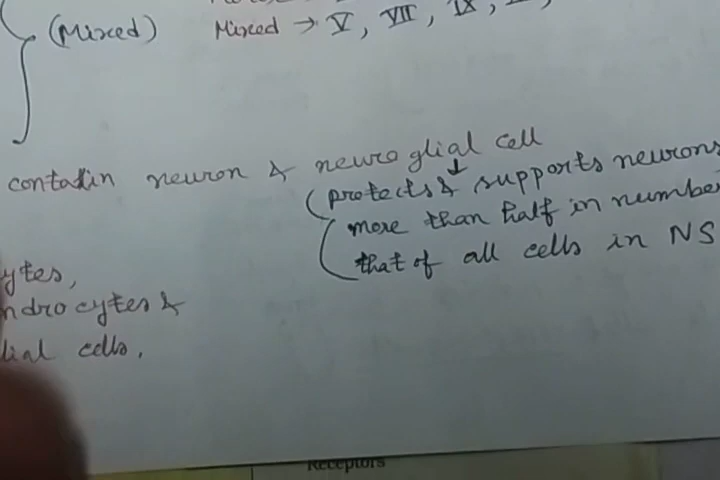 (Mixed) Mixed → V, VII, IX,
contain neuron & neuroglial cell
(protects & supports neurons
more than half in number
that of all cells in NS
ytes,
ndrocytes &
lial cells.
Receptors